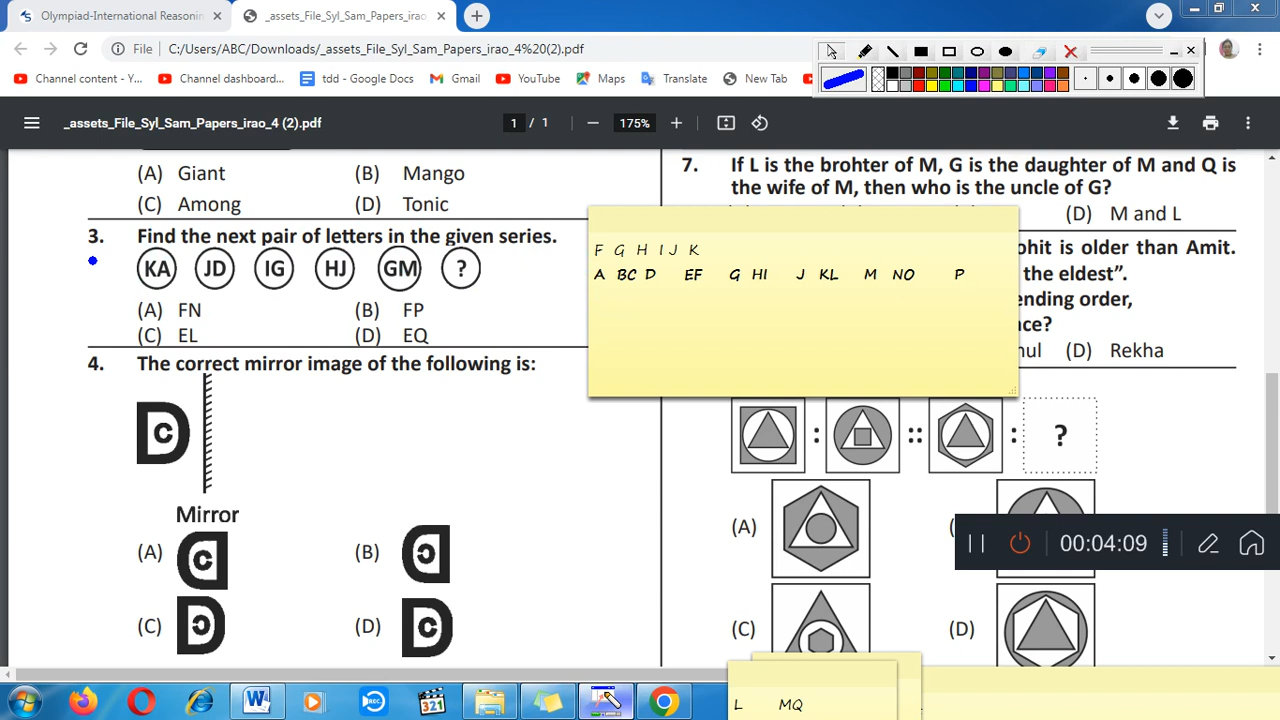 Olympiad-International Reasonin
_assets_File_Syl_Sam_Papers_irao_
File
C:/Users/ABC/Downloads/_assets_File_Syl_Sam_Papers_irao_4%20(2).pdf
Channel content - Y...
Channel dashboard
tbd - Google Docs
Gmail
YouTube
Maps
Translate
New Tab
_assets_File_Syl_Sam_Papers_irao_4 (2).pdf
1 / 1
175%
(A) Giant (B) Mango
(C) Among (D) Tonic
3. Find the next pair of letters in the given series.
KA JD IG HJ GM ?
(A) FN (B) FP
(C) EL (D) EQ
4. The correct mirror image of the following is:
Mirror
(A) (B)
(C) (D)
7. If L is the brohter of M, G is the daughter of M and Q is
the wife of M, then who is the uncle of G?
(D) M and L
ohit is older than Amit.
the eldest”.
ending order,
nce?
(D) Rekha
F G H I J K
A BC D EF G HI J KL M NO P
: :: : ?
(A)
(C) (D)
00:04:09
L MQ
321
REC